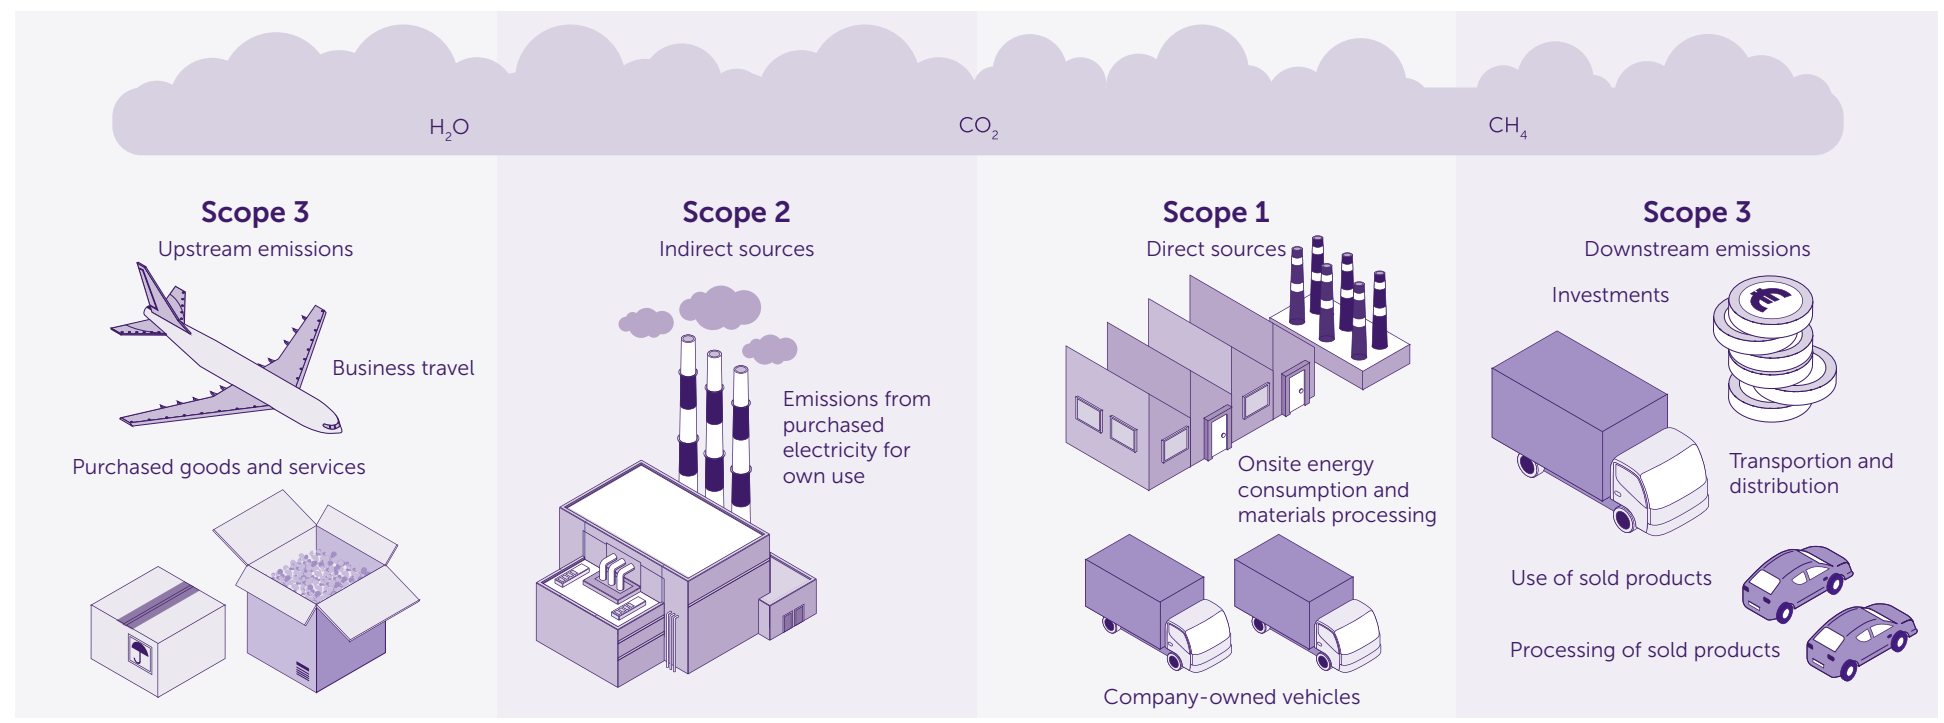 H₂O
CO₂
CH₄
Scope 3
Upstream emissions
Business travel
Purchased goods and services
Scope 2
Indirect sources
Emissions from
purchased
electricity for
own use
Scope 1
Direct sources
Onsite energy
consumption and
materials processing
Company-owned vehicles
Scope 3
Downstream emissions
Investments
€
Transportion and
distribution
Use of sold products
Processing of sold products